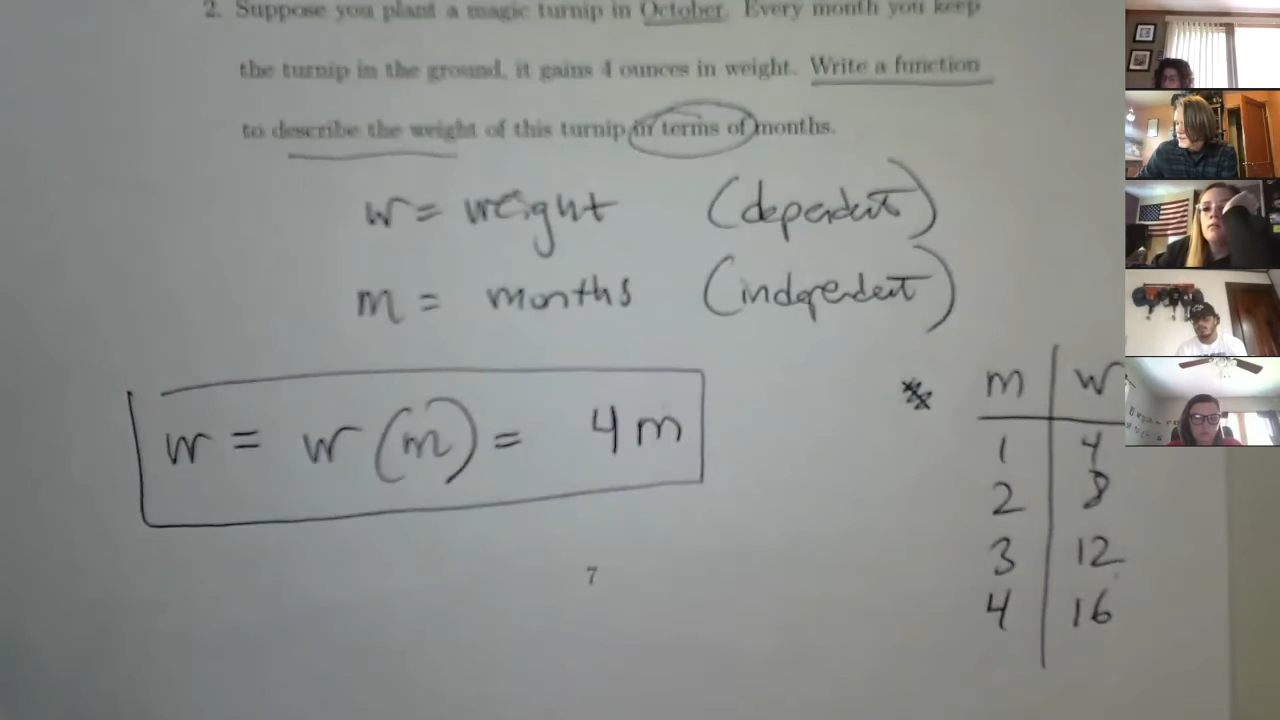 2. Suppose you plant a magic turnip in October. Every month you keep
the turnip in the ground, it gains 4 ounces in weight. Write a function
to describe the weight of this turnip in terms of months.
w = weight (dependent)
m = months (independent)
w = w(m) = 4m
* m w
1 4
2 8
3 12
4 16
7